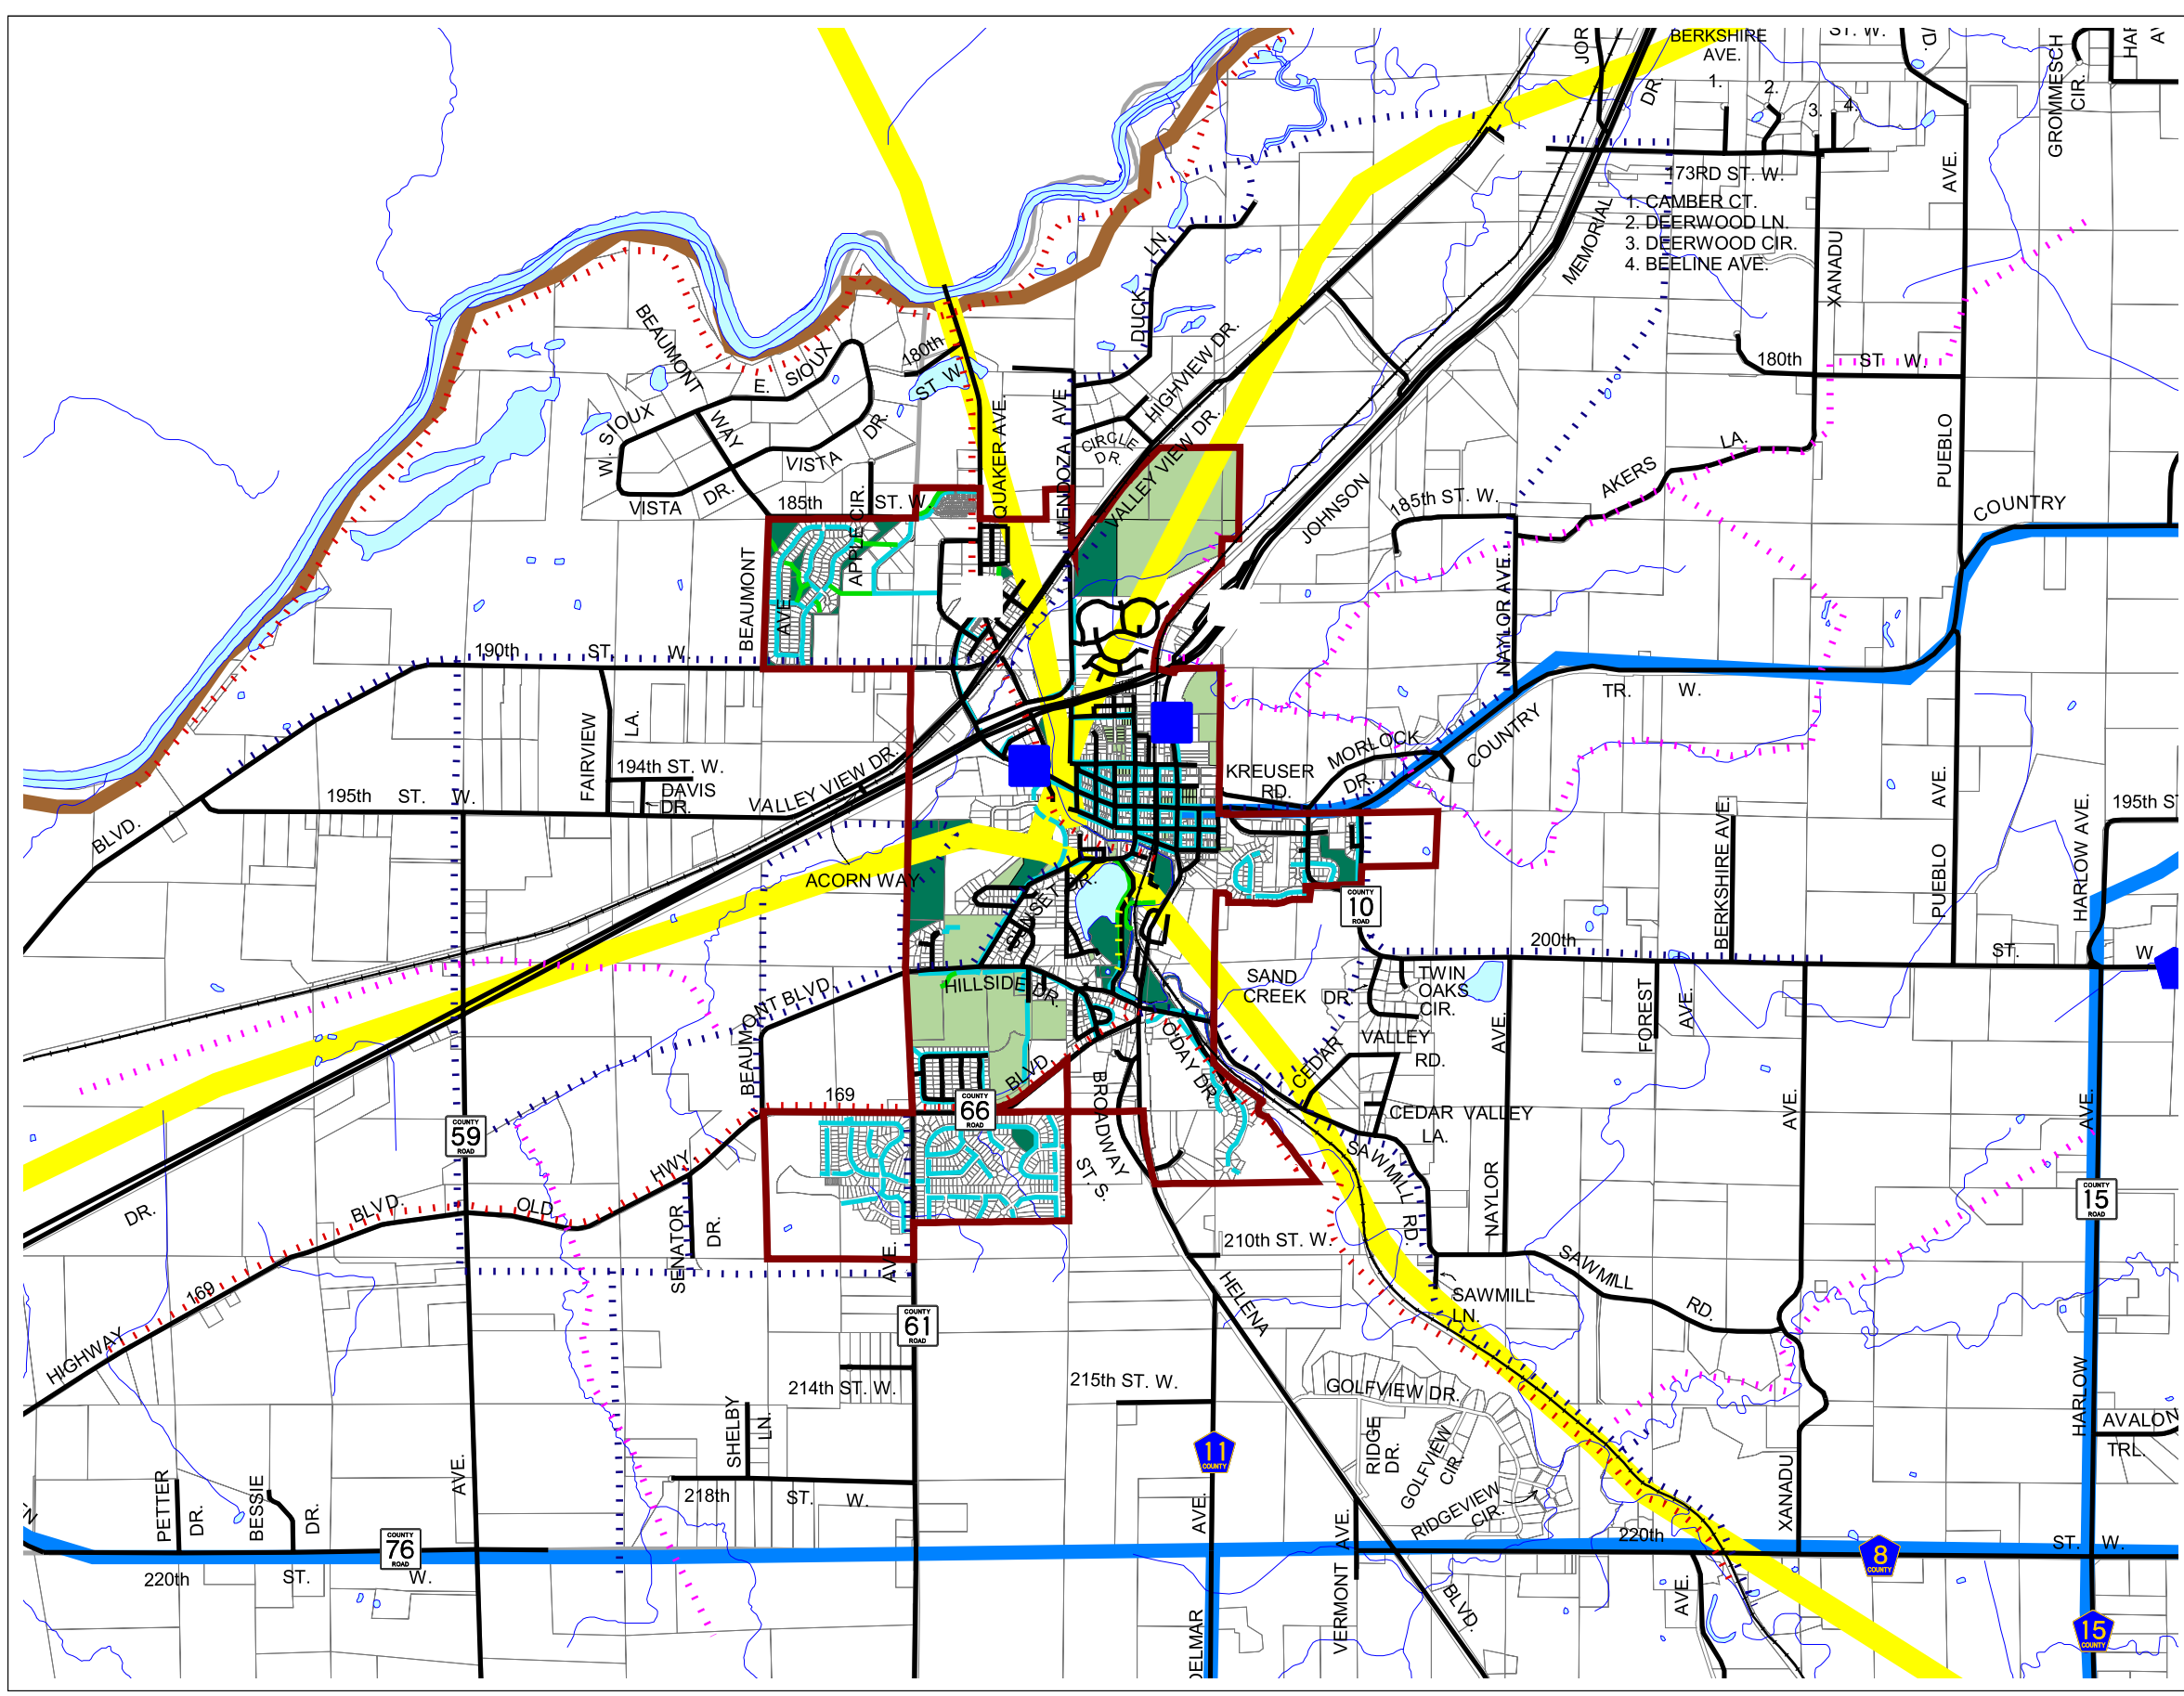 BERKSHIRE
AVE.
ST. W.
JOR
DR.
1.
2.
3.
4.
GROMMESCH
CIR.
AVE.
173RD ST. W.
1. CAMBER CT.
2. DEERWOOD LN.
3. DEERWOOD CIR.
4. BEELINE AVE.
MEMORIAL
XANADU
DUCK
LN.
HIGHVIEW DR.
BEAUMONT
WAY
E.
SIOUX
180th
ST W
W. SIOUX
DR.
VISTA
VISTA
DR.
QUAKER AVE.
MENDOZA AVE
CIRCLE
DR.
VALLEY VIEW DR.
180th
ST W.
PUEBLO
LA.
AKERS
185th ST. W.
JOHNSON
COUNTRY
185th
ST. W
APPLE CIR.
BEAUMONT
AVE
NAYLOR AVE.
190th
ST.
W.
TR.
W.
FAIRVIEW
LA.
194th ST. W.
DAVIS
DR.
VALLEY VIEW DR.
195th
ST.
W.
BLVD.
KREUSER
RD.
MORLOCK
DR.
COUNTRY
ACORN WAY
SUNSET DR.
COUNTY
10
ROAD
BERKSHIRE AVE.
PUEBLO
AVE.
HARLOW AVE.
195th S
200th
ST.
W
HILLSIDE DR.
BEAUMONT BLVD.
SAND
CREEK
DR.
TWIN
OAKS
CIR.
VALLEY
RD.
CEDAR
CEDAR VALLEY
LA.
AVE.
FOREST
AVE.
AVE.
AVE.
NAYLOR
BEAUMONT
169
BLVD
COUNTY
66
ROAD
BROADWAY
ST. S.
ODAY DR.
SAWMILL RD.
COUNTY
59
ROAD
HWY
OLD
BLVD.
DR.
SENATOR
DR.
AVE.
COUNTY
15
ROAD
210th ST. W.
SAWMILL
RD.
SAWMILL
LN.
HELENA
169
HIGHWAY
COUNTY
61
ROAD
214th ST. W.
215th ST. W.
SHELBY
LN.
GOLFVIEW DR.
RIDGE
DR.
GOLFVIEW
CIR.
RIDGEVIEW
CIR.
HARLOW
AVALON
TRL.
XANADU
11
COUNTY
218th
ST.
W.
PETTER
DR.
BESSIE
DR.
AVE.
AVE.
AVE.
VERMONT
220th
ST.
W.
COUNTY
76
ROAD
8
COUNTY
220th
ST.
W.
DELMAR
BLVD.
AVE.
15
COUNTY